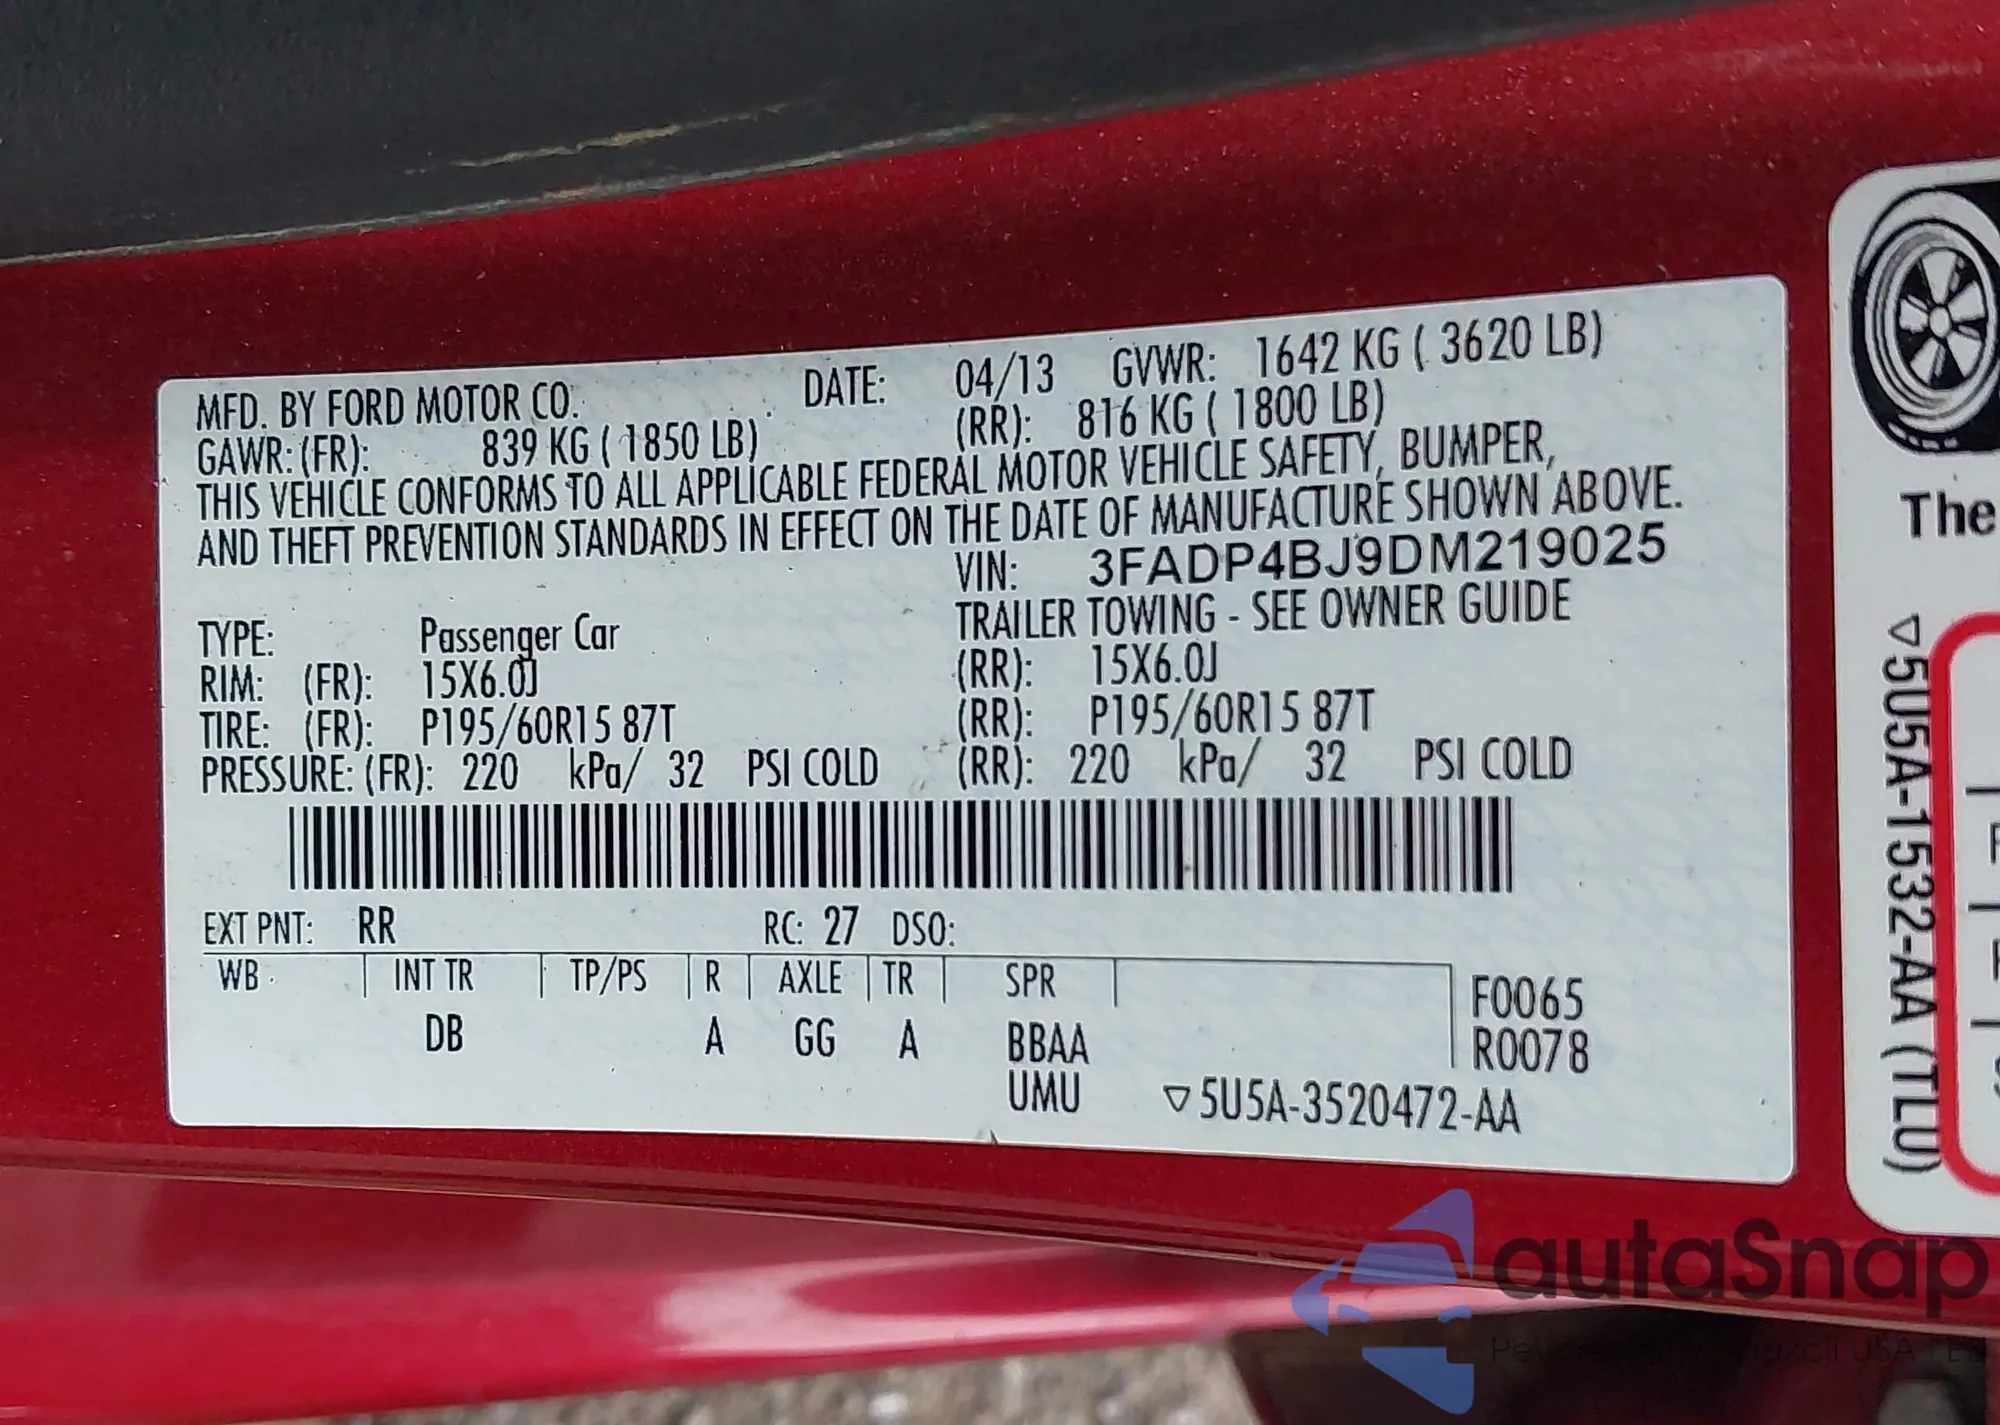 MFD. BY FORD MOTOR CO. DATE: 04/13 GVWR: 1642 KG ( 3620 LB)
GAWR: (FR): 839 KG ( 1850 LB) (RR): 816 KG ( 1800 LB)
THIS VEHICLE CONFORMS TO ALL APPLICABLE FEDERAL MOTOR VEHICLE SAFETY, BUMPER,
AND THEFT PREVENTION STANDARDS IN EFFECT ON THE DATE OF MANUFACTURE SHOWN ABOVE.
VIN: 3FADP4BJ9DM219025
TYPE: Passenger Car TRAILER TOWING - SEE OWNER GUIDE
RIM: (FR): 15X6.0J (RR): 15X6.0J
TIRE: (FR): P195/60R15 87T (RR): P195/60R15 87T
PRESSURE: (FR): 220 kPa/ 32 PSI COLD (RR): 220 kPa/ 32 PSI COLD
EXT PNT: RR RC: 27 DSO:
WB INT TR TP/PS R AXLE TR SPR
DB A GG A BBAA
UMU
F0065
R0078
▽5U5A-3520472-AA
The
▽5U5A-1532-AA (TLU)
autaSnap